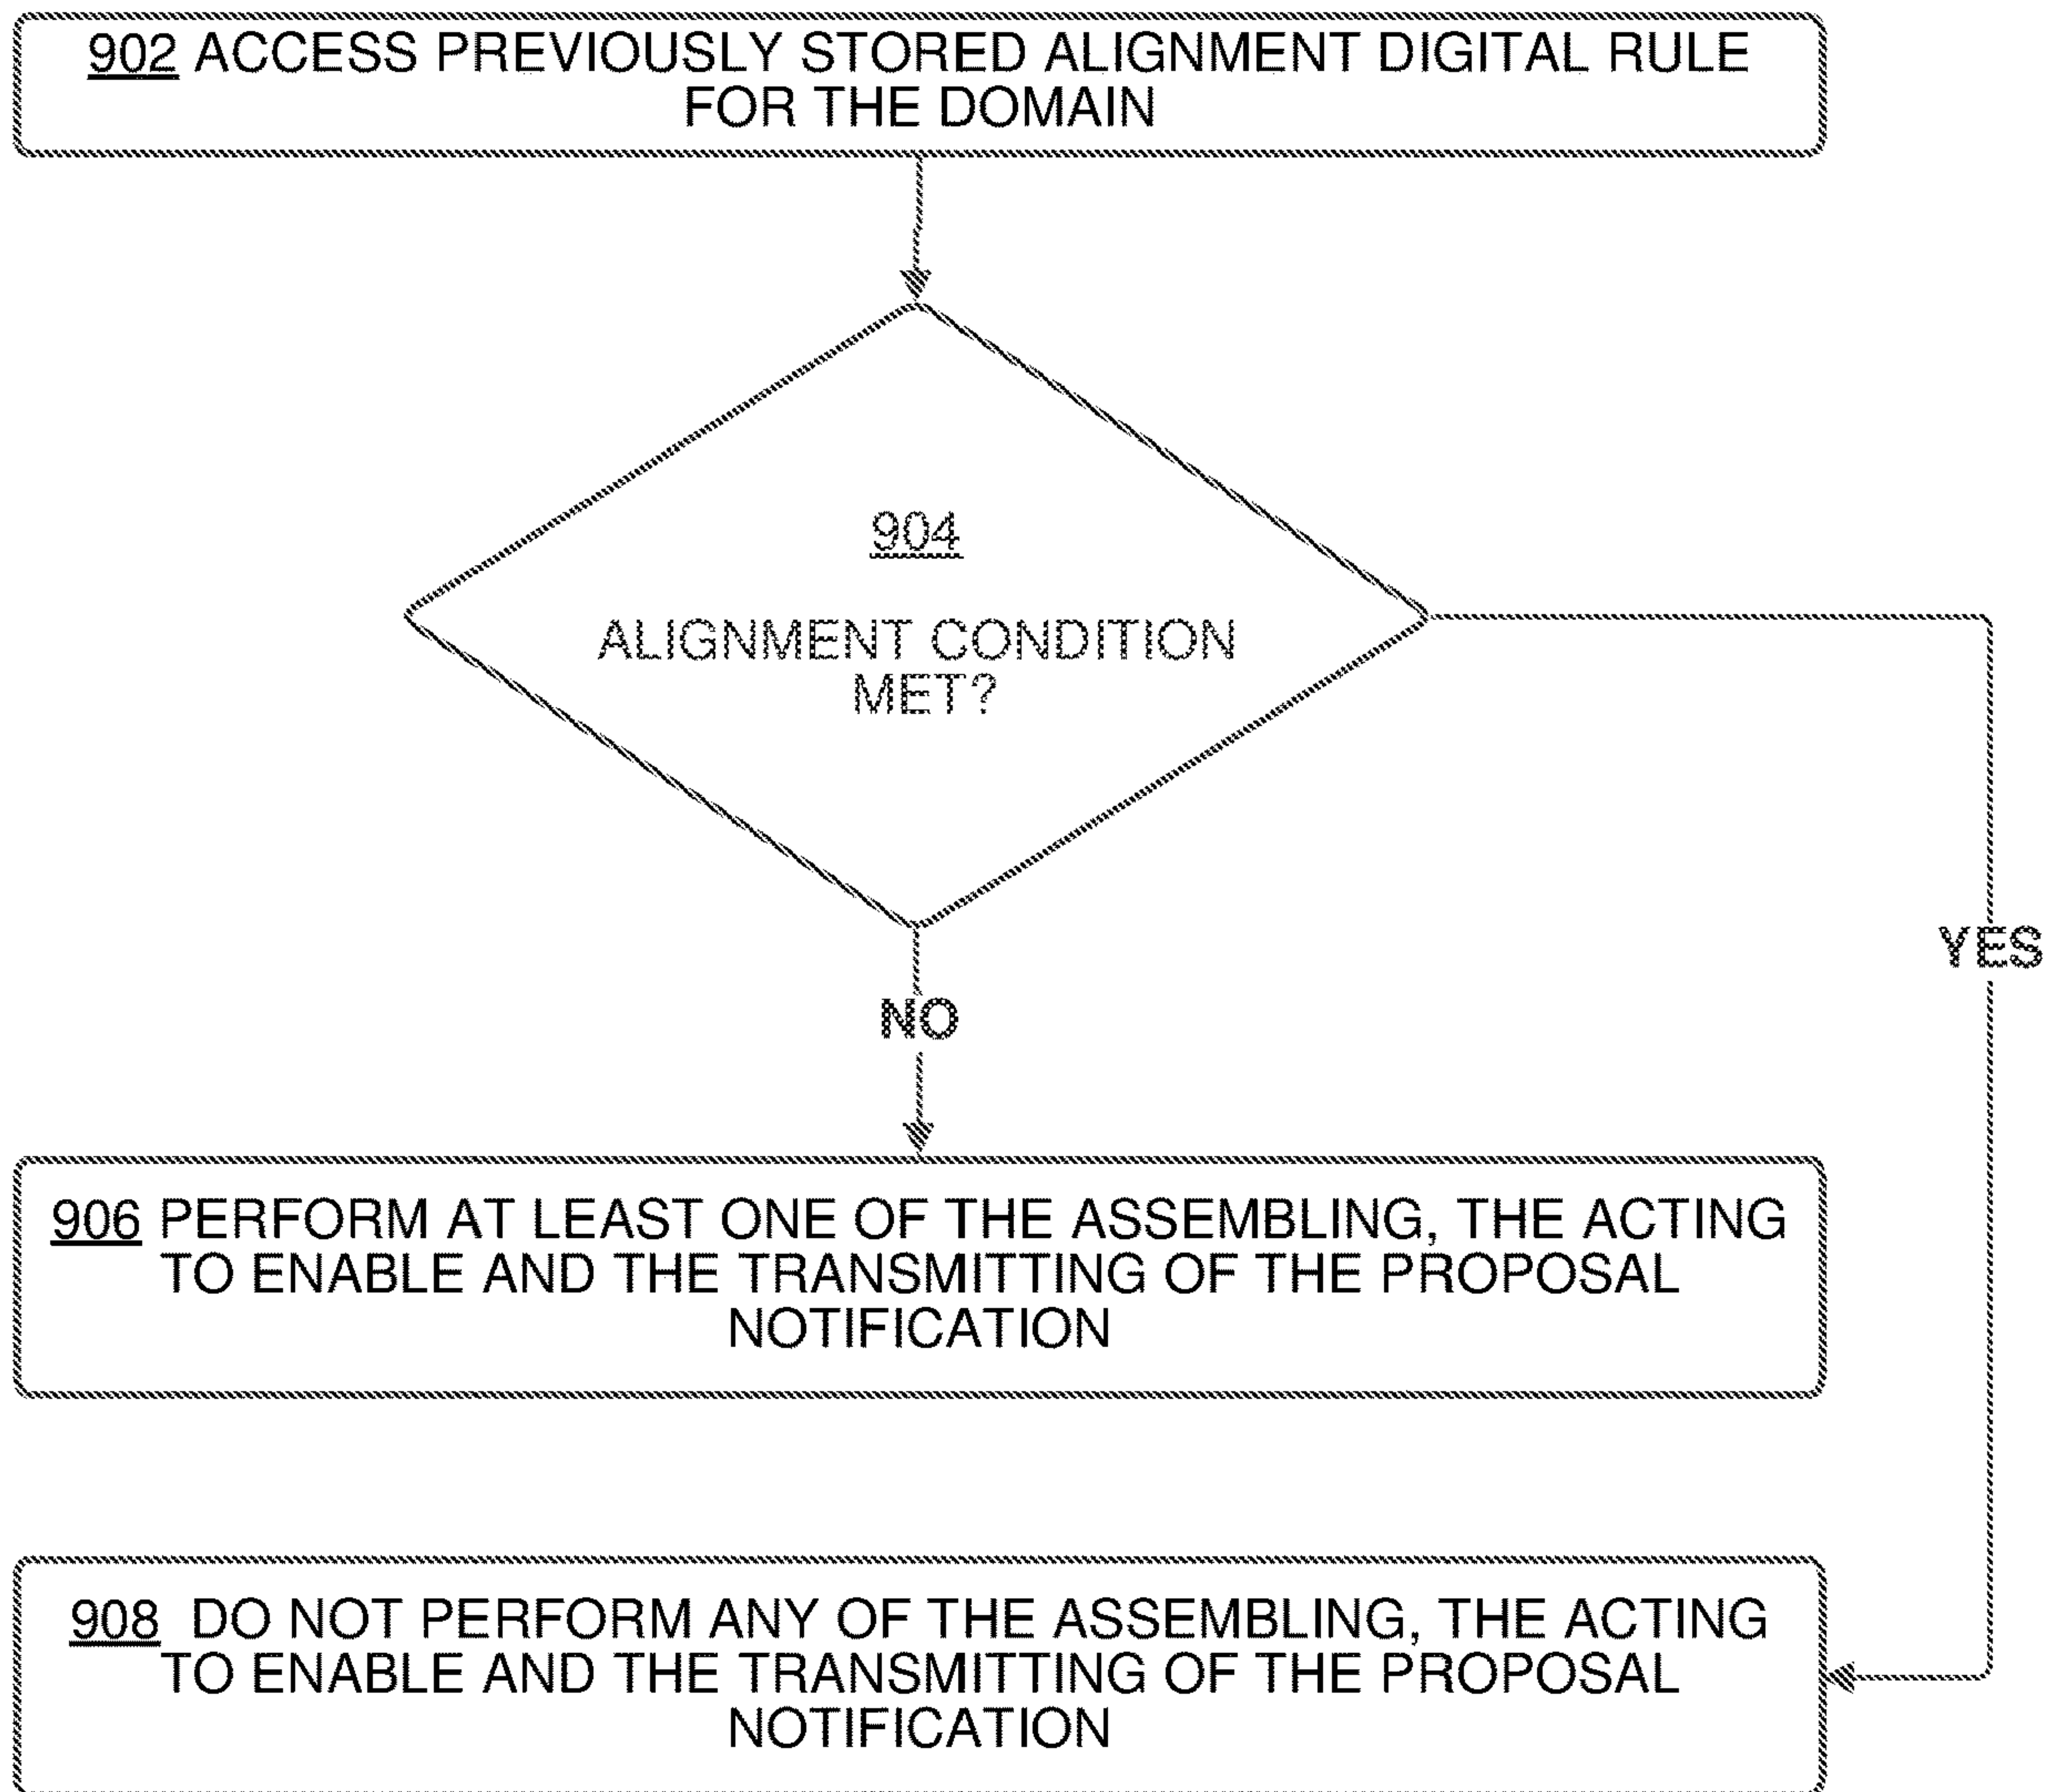 902 ACCESS PREVIOUSLY STORED ALIGNMENT DIGITAL RULE
FOR THE DOMAIN
904
ALIGNMENT CONDITION
MET?
YES
NO
906 PERFORM AT LEAST ONE OF THE ASSEMBLING, THE ACTING
TO ENABLE AND THE TRANSMITTING OF THE PROPOSAL
NOTIFICATION
908 DO NOT PERFORM ANY OF THE ASSEMBLING, THE ACTING
TO ENABLE AND THE TRANSMITTING OF THE PROPOSAL
NOTIFICATION